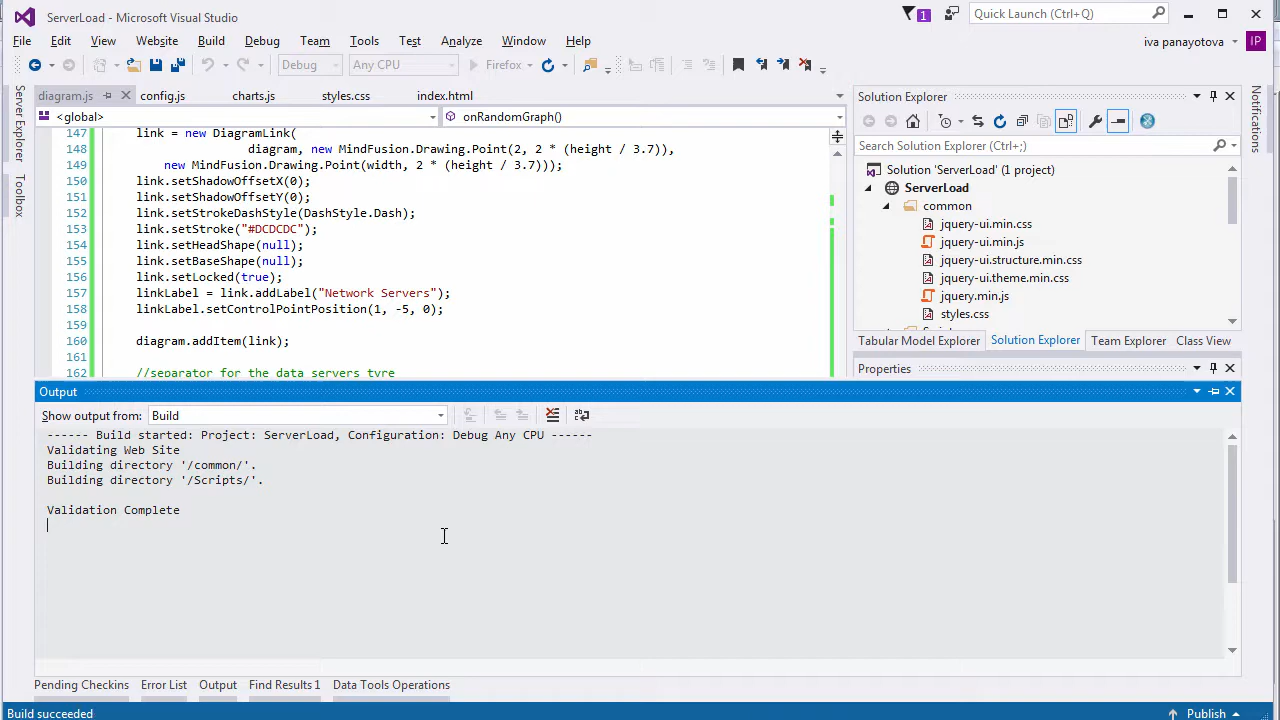 ServerLoad - Microsoft Visual Studio
1
Quick Launch (Ctrl+Q)
File Edit View Website Build Debug Team Tools Test Analyze Window Help
iva panayotova IP
Debug Any CPU Firefox
Server Explorer
Toolbox
diagram.js config.js charts.js styles.css index.html
<global> onRandomGraph()
147 link = new DiagramLink(
148 diagram, new MindFusion.Drawing.Point(2, 2 * (height / 3.7)),
149 new MindFusion.Drawing.Point(width, 2 * (height / 3.7)));
150 link.setShadowOffsetX(0);
151 link.setShadowOffsetY(0);
152 link.setStrokeDashStyle(DashStyle.Dash);
153 link.setStroke("#DCDCDC");
154 link.setHeadShape(null);
155 link.setBaseShape(null);
156 link.setLocked(true);
157 linkLabel = link.addLabel("Network Servers");
158 linkLabel.setControlPointPosition(1, -5, 0);
159
160 diagram.addItem(link);
161
162 //separator for the data servers tyre
Solution Explorer
Search Solution Explorer (Ctrl+;)
Solution 'ServerLoad' (1 project)
ServerLoad
common
jquery-ui.min.css
jquery-ui.min.js
jquery-ui.structure.min.css
jquery-ui.theme.min.css
jquery.min.js
styles.css
Tabular Model Explorer Solution Explorer Team Explorer Class View
Properties
Notifications
Output
Show output from: Build
------ Build started: Project: ServerLoad, Configuration: Debug Any CPU ------
Validating Web Site
Building directory '/common/'.
Building directory '/Scripts/'.
Validation Complete
Pending Checkins Error List Output Find Results 1 Data Tools Operations
Build succeeded
Publish